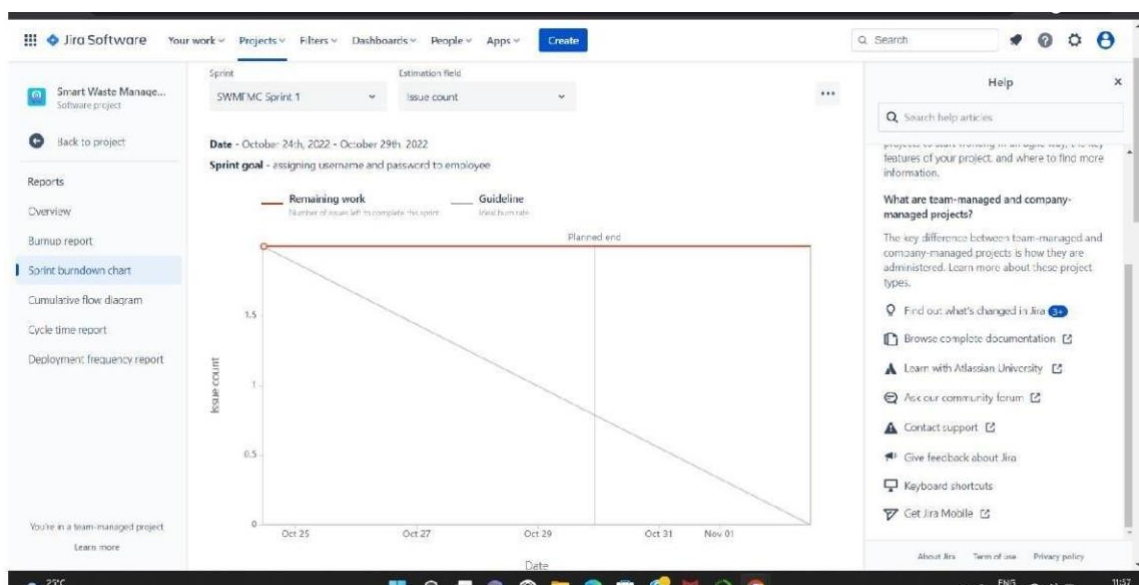 Jira Software
Your work Projects Filters Dashboards People Apps Create
Search
Smart Waste Manage...
Software project
Back to project
Reports
Overview
Burnup report
Sprint burndown chart
Cumulative flow diagram
Cycle time report
Deployment frequency report
You're in a team-managed project
Learn more
Sprint
Estimation field
SWMFMC Sprint 1
Issue count
Date - October 24th, 2022 - October 29th, 2022
Sprint goal - assigning username and password to employee
Remaining work
Guideline
Number of issues left to complete the sprint
Ideal burn rate
Planned end
1.5
1
0.5
0
Issue count
Oct 25
Oct 27
Oct 29
Oct 31
Nov 01
Date
Help
Search help articles
features of your project, and where to find more
information.
What are team-managed and company-
managed projects?
The key difference between team-managed and
company-managed projects is how they are
administered. Learn more about these project
types.
Find out what's changed in Jira 3+
Browse complete documentation
Learn with Atlassian University
Ask our community forum
Contact support
Give feedback about Jira
Keyboard shortcuts
Get Jira Mobile
About Jira Term of use Privacy policy
25°C
ENG
11:57